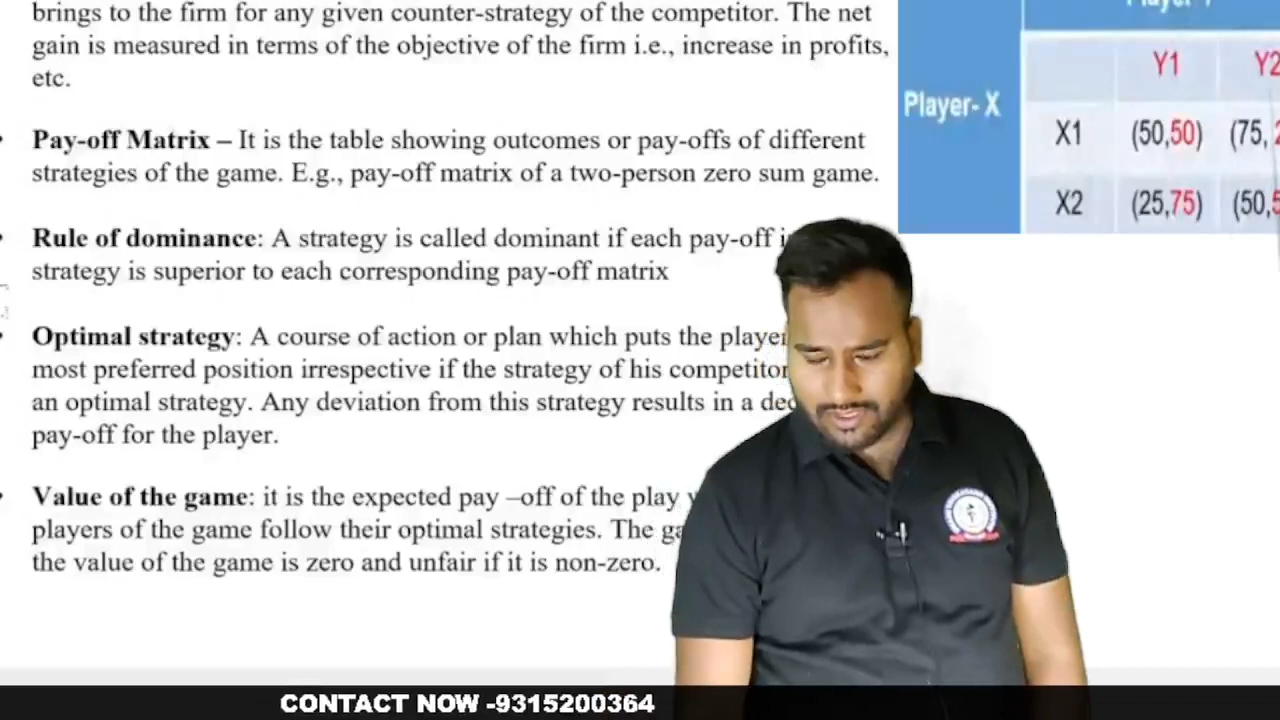 brings to the firm for any given counter-strategy of the competitor. The net
gain is measured in terms of the objective of the firm i.e., increase in profits,
etc.
Pay-off Matrix – It is the table showing outcomes or pay-offs of different
strategies of the game. E.g., pay-off matrix of a two-person zero sum game.
Rule of dominance: A strategy is called dominant if each pay-off
strategy is superior to each corresponding pay-off matrix
Optimal strategy: A course of action or plan which puts the player
most preferred position irrespective if the strategy of his competitor
an optimal strategy. Any deviation from this strategy results in a
pay-off for the player.
Value of the game: it is the expected pay –off of the play
players of the game follow their optimal strategies. The
the value of the game is zero and unfair if it is non-zero.
Player- X
Y1 Y2
X1 (50,50) (75,
X2 (25,75) (50,
CONTACT NOW -9315200364